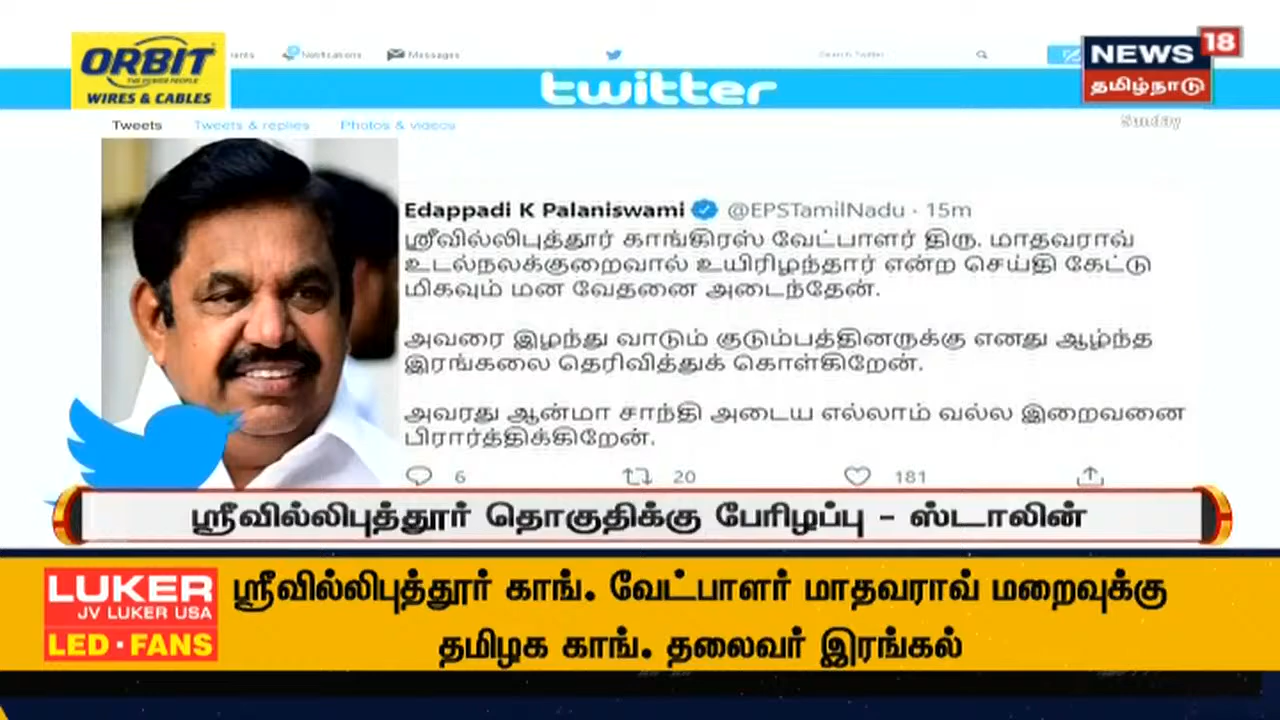 ORBIT
THE POWER PEOPLE
WIRES & CABLES
Notifications
Messages
Search Twitter
twitter
NEWS 18
தமிழ்நாடு
Sunday
Tweets
Tweets & replies
Photos & videos
Edappadi K Palaniswami @EPSTamilNadu · 15m
ஸ்ரீவில்லிபுத்தூர் காங்கிரஸ் வேட்பாளர் திரு. மாதவராவ்
உடல்நலக்குறைவால் உயிரிழந்தார் என்ற செய்தி கேட்டு
மிகவும் மன வேதனை அடைந்தேன்.
அவரை இழந்து வாடும் குடும்பத்தினருக்கு எனது ஆழ்ந்த
இரங்கலை தெரிவித்துக் கொள்கிறேன்.
அவரது ஆன்மா சாந்தி அடைய எல்லாம் வல்ல இறைவனை
பிரார்த்திக்கிறேன்.
6 20 181
ஸ்ரீவில்லிபுத்தூர் தொகுதிக்கு பேரிழப்பு - ஸ்டாலின்
LUKER
JV LUKER USA
LED · FANS
ஸ்ரீவில்லிபுத்தூர் காங். வேட்பாளர் மாதவராவ் மறைவுக்கு
தமிழக காங். தலைவர் இரங்கல்